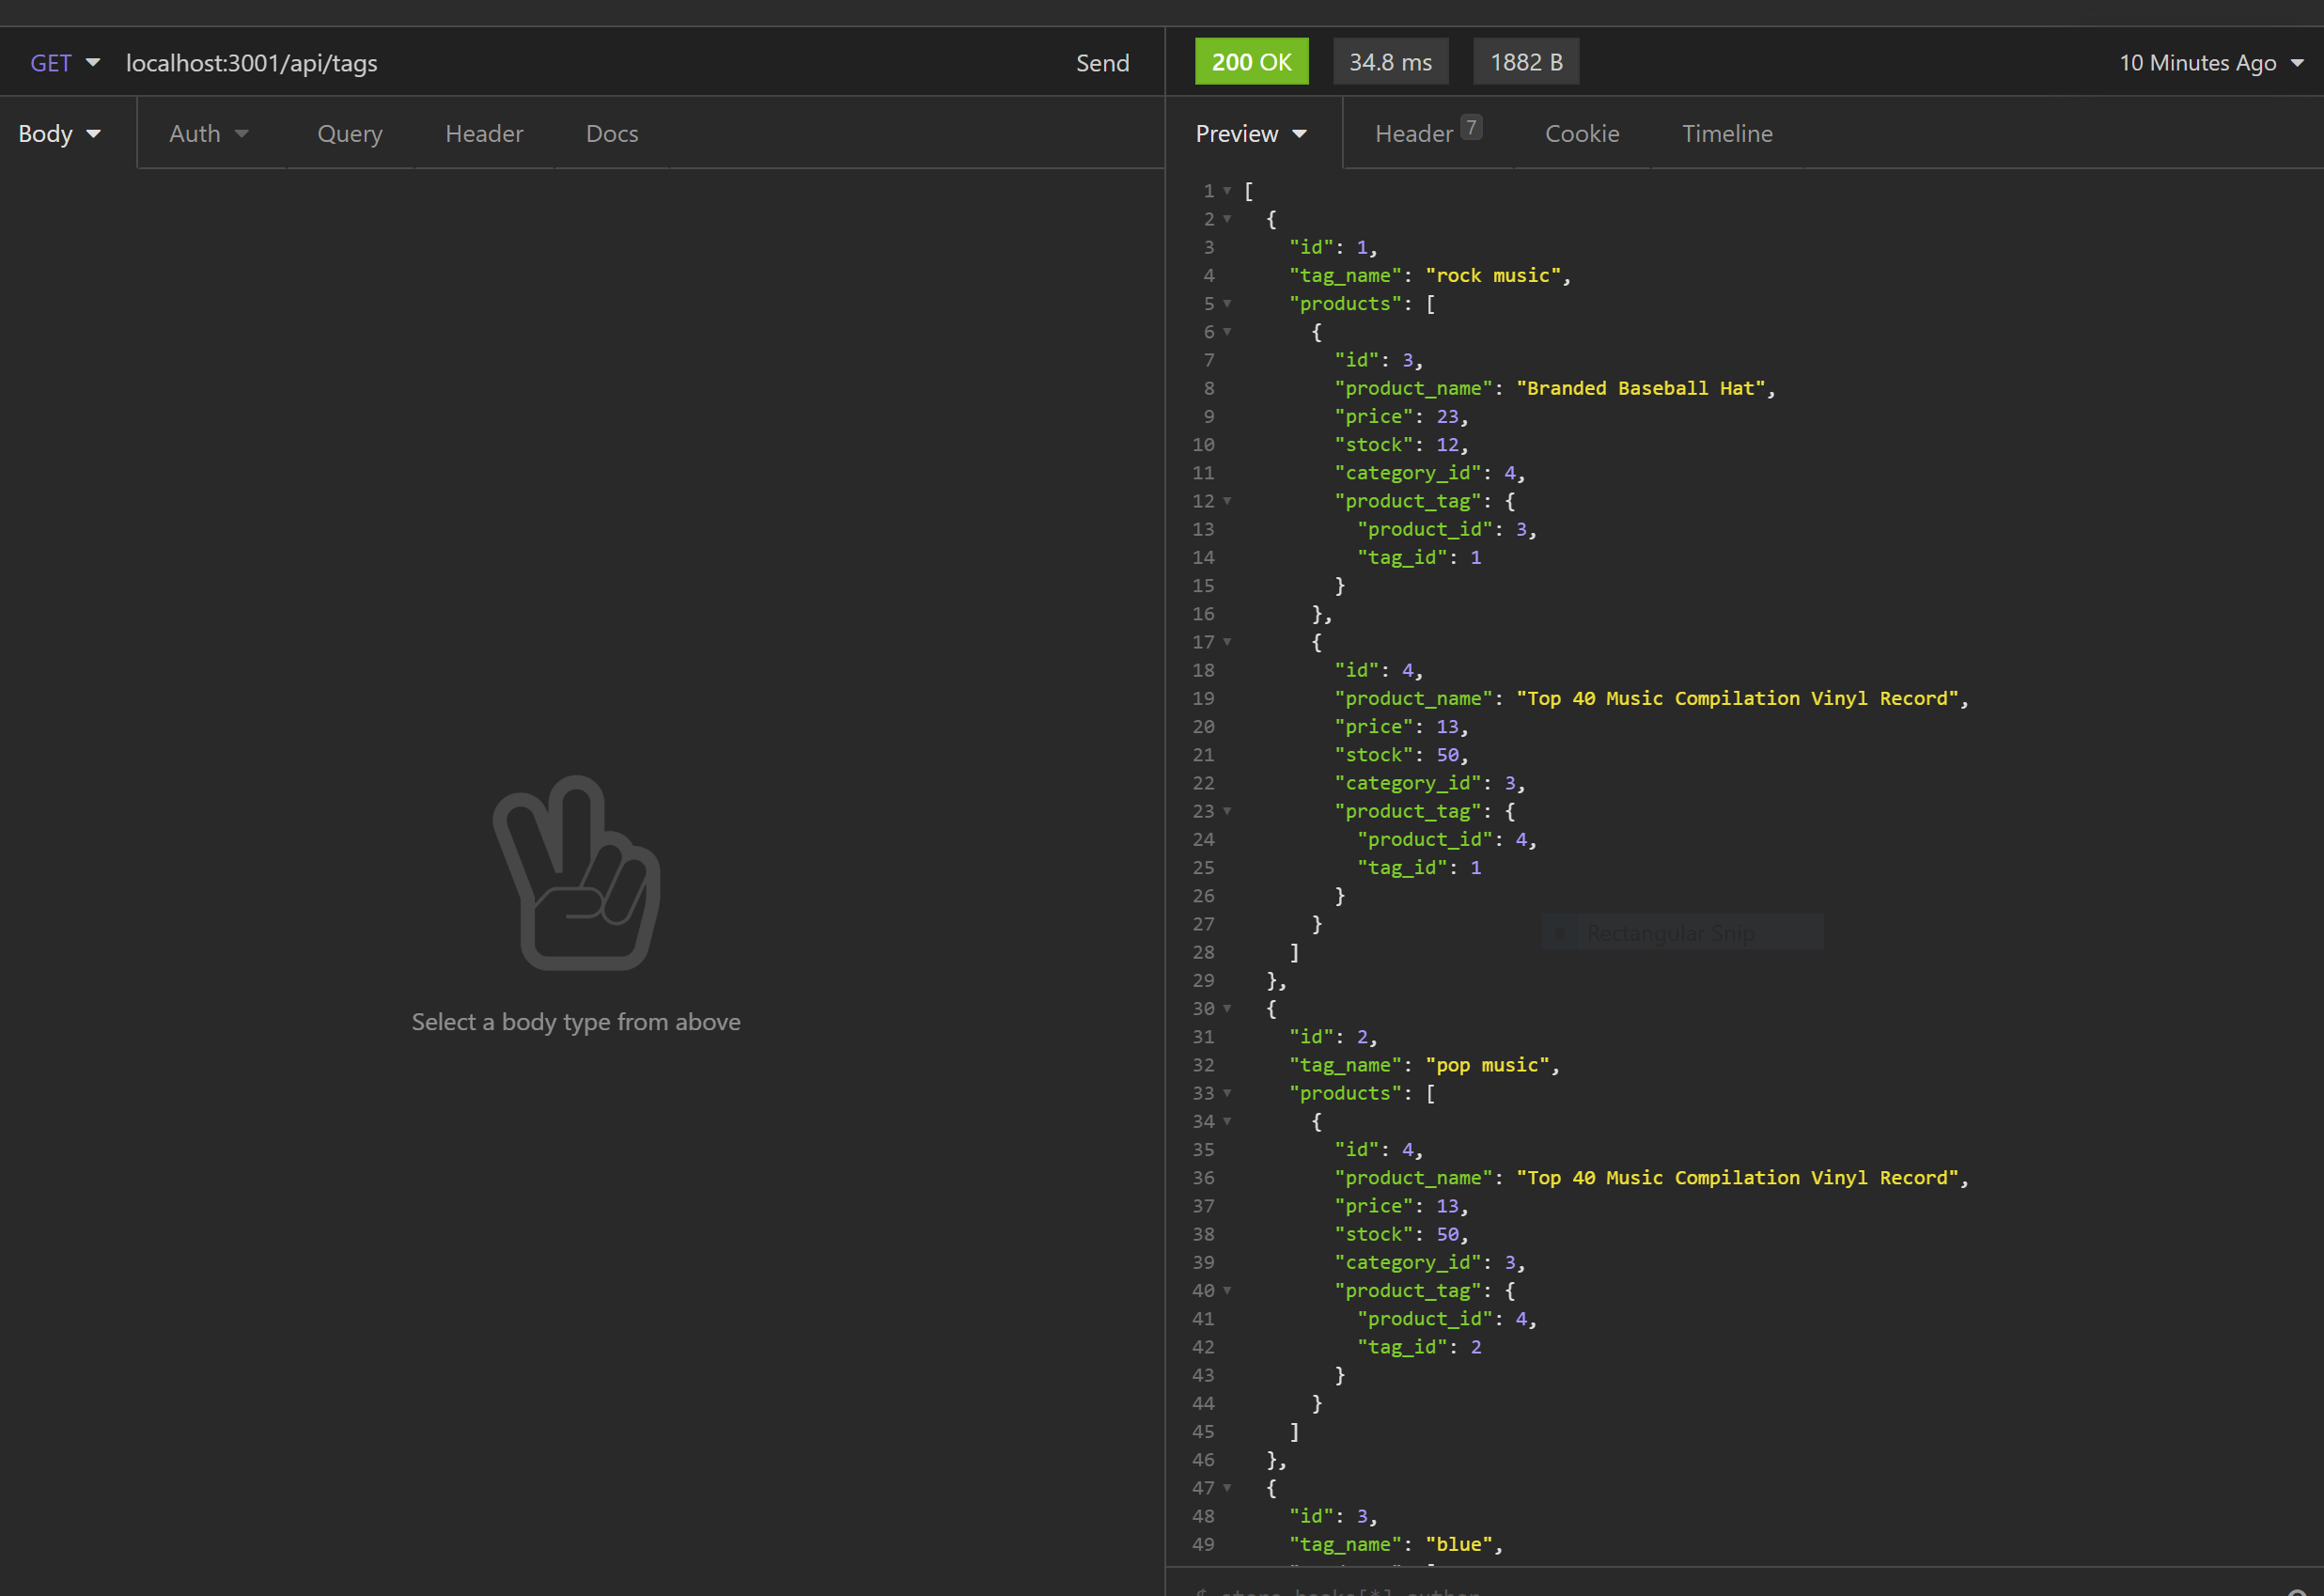 GET localhost:3001/api/tags Send
200 OK 34.8 ms 1882 B 10 Minutes Ago
Body Auth Query Header Docs
Preview Header 7 Cookie Timeline
Select a body type from above
1 [
2 {
3 "id": 1,
4 "tag_name": "rock music",
5 "products": [
6 {
7 "id": 3,
8 "product_name": "Branded Baseball Hat",
9 "price": 23,
10 "stock": 12,
11 "category_id": 4,
12 "product_tag": {
13 "product_id": 3,
14 "tag_id": 1
15 }
16 },
17 {
18 "id": 4,
19 "product_name": "Top 40 Music Compilation Vinyl Record",
20 "price": 13,
21 "stock": 50,
22 "category_id": 3,
23 "product_tag": {
24 "product_id": 4,
25 "tag_id": 1
26 }
27 }
Rectangular Snip
28 ]
29 },
30 {
31 "id": 2,
32 "tag_name": "pop music",
33 "products": [
34 {
35 "id": 4,
36 "product_name": "Top 40 Music Compilation Vinyl Record",
37 "price": 13,
38 "stock": 50,
39 "category_id": 3,
40 "product_tag": {
41 "product_id": 4,
42 "tag_id": 2
43 }
44 }
45 ]
46 },
47 {
48 "id": 3,
49 "tag_name": "blue",